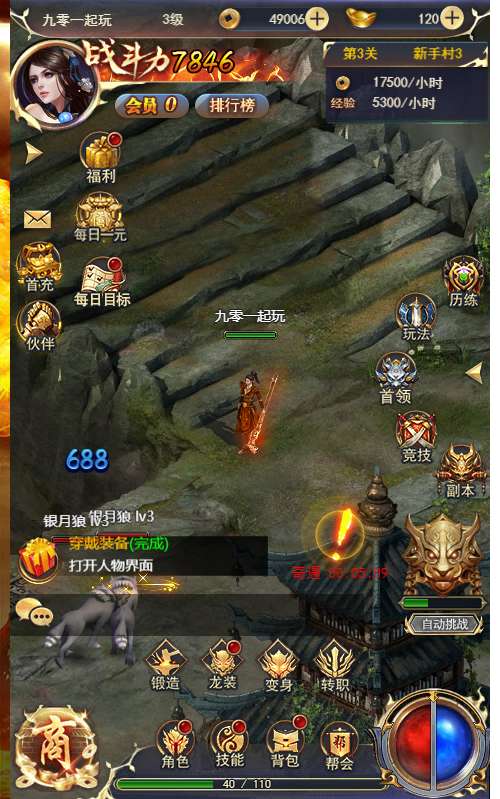 九零一起玩 3级 49006 120
战斗力7846
第3关 新手村3
17500/小时
经验 5300/小时
会员 0 排行榜
福利
每日一元
首充 每日目标
历练
伙伴
玩法
九零一起玩
首领
竞技
副本
688
银月狼 lv3
银月狼 lv3
穿戴装备(完成)
打开人物界面
自动挑战
锻造 龙装 变身 转职
商
角色 技能 背包 帮会
帮
40 / 110